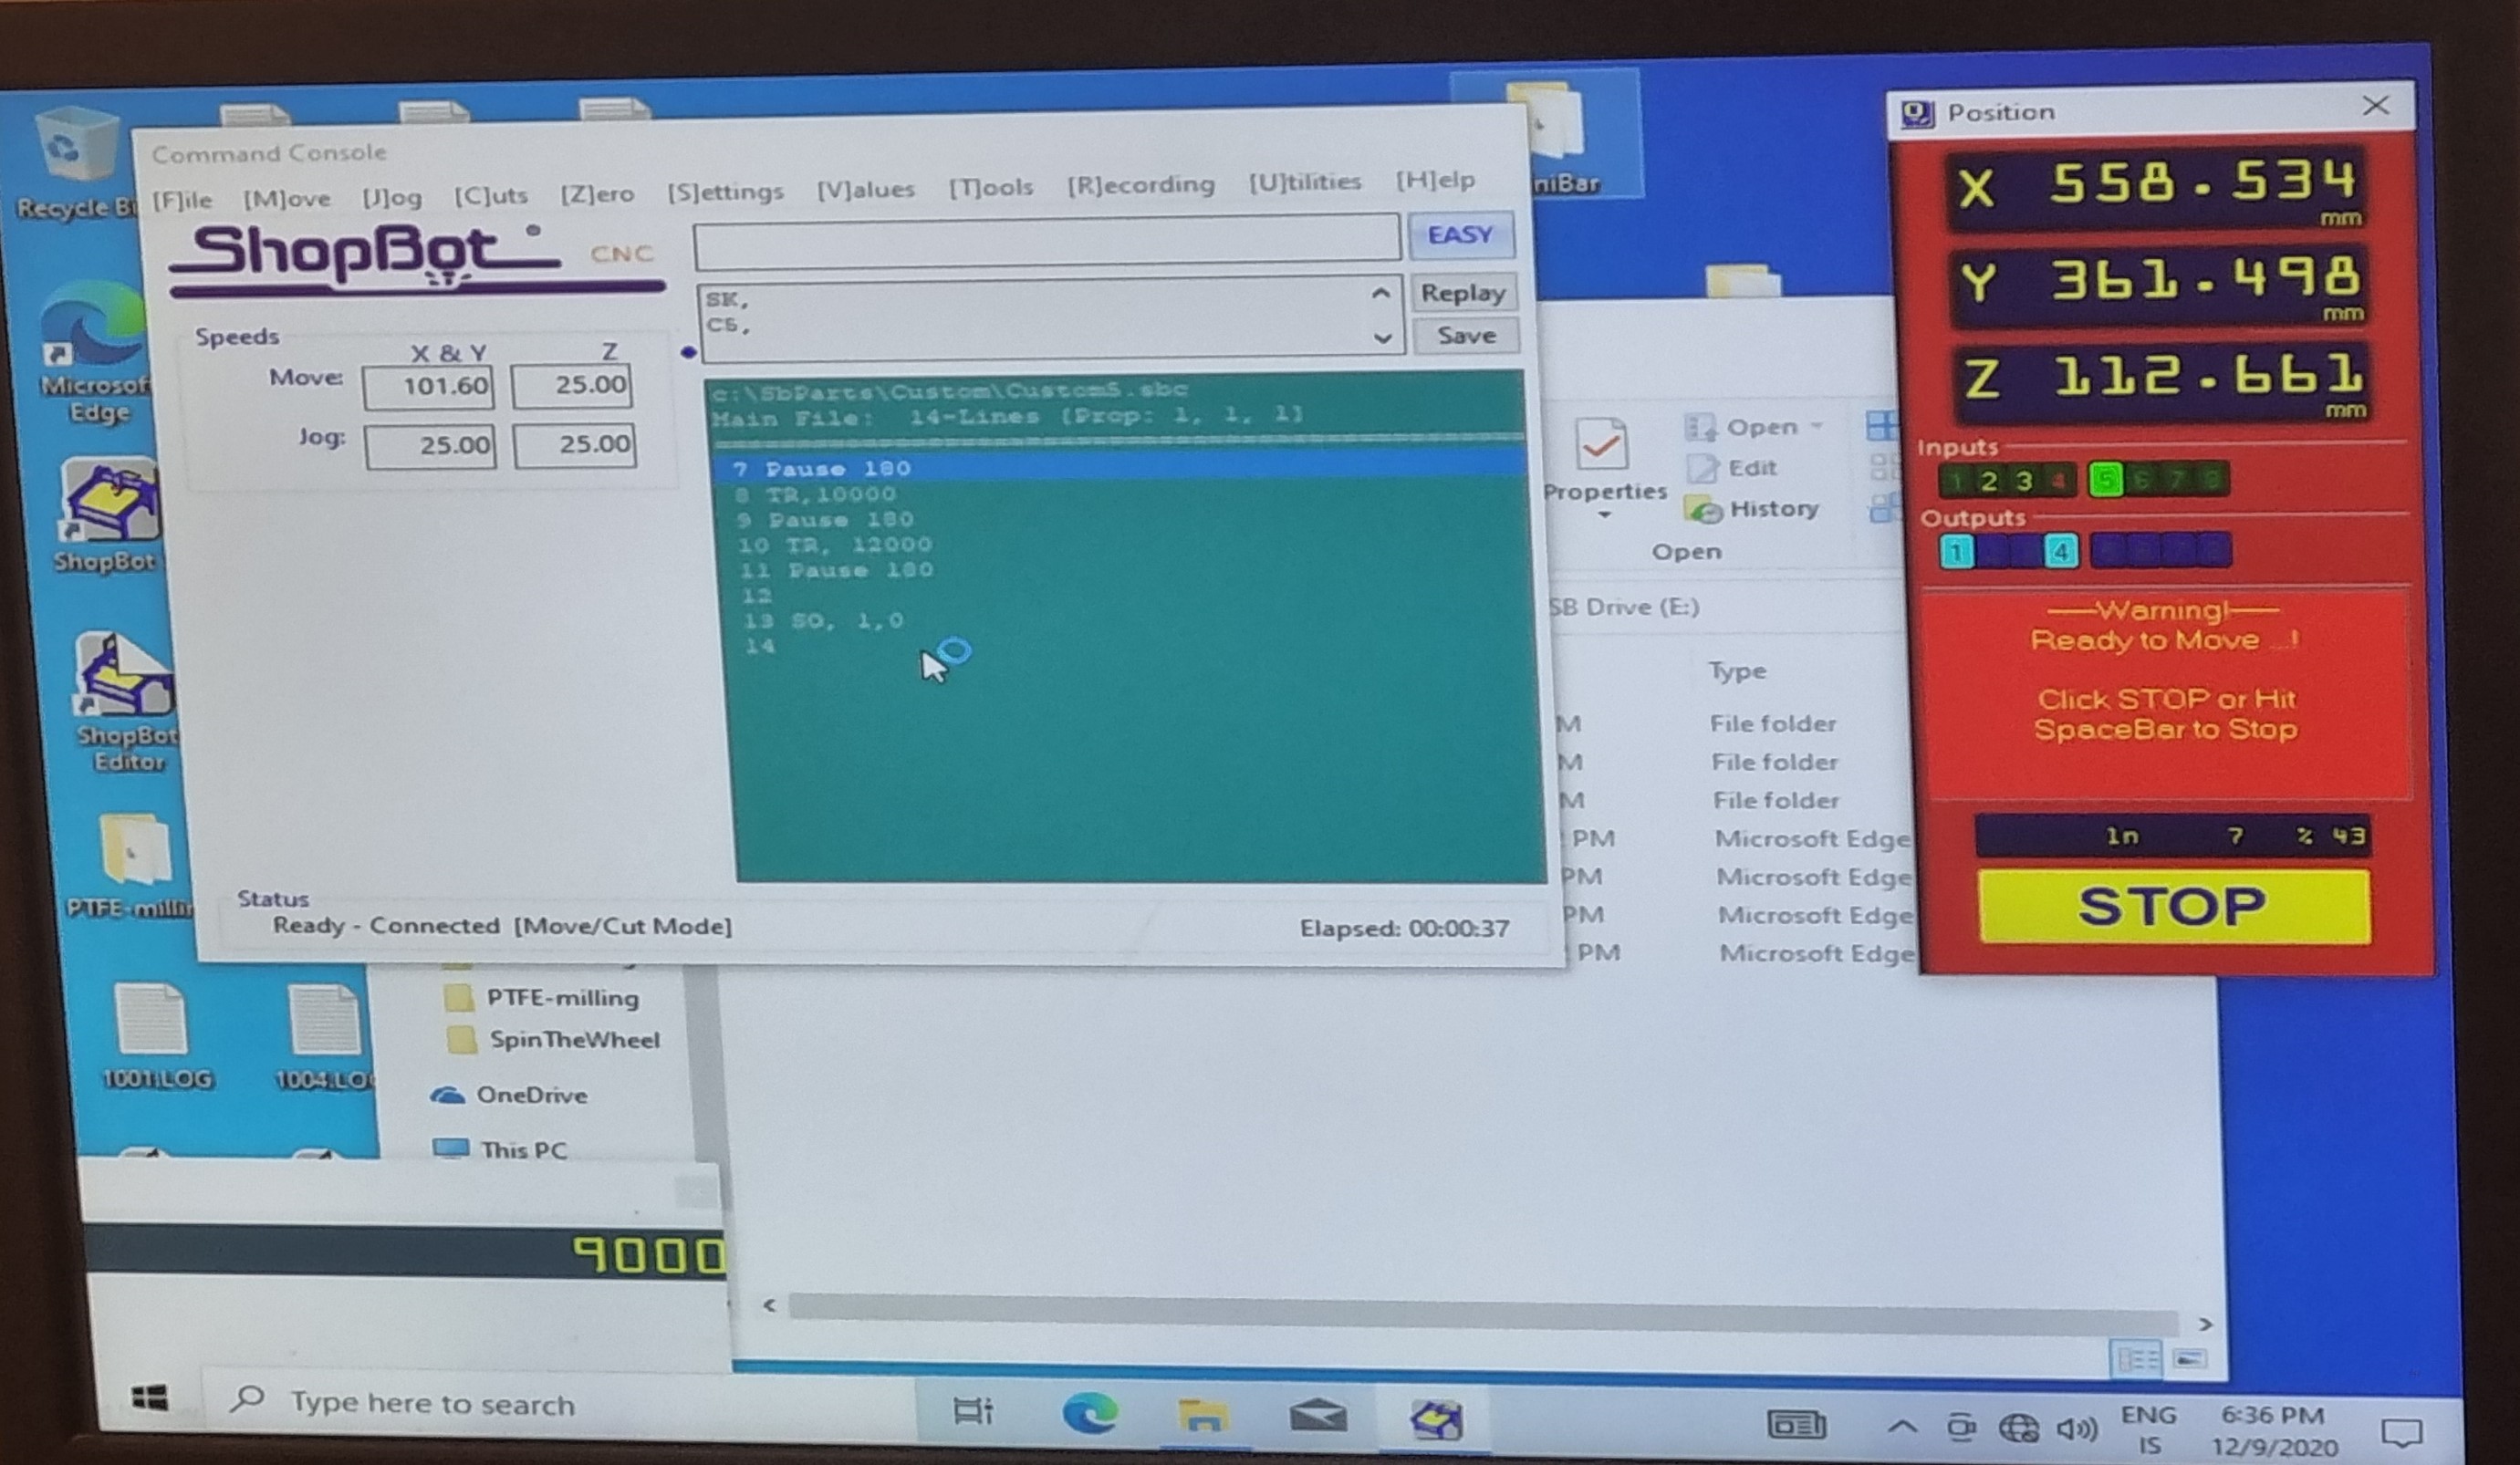 Recycle Bi
Microsoft
Edge
ShopBot
ShopBot
Editor
PTFE-millin
1001.LOG
1004.LO
niBar
Command Console
[F]ile [M]ove [J]og [C]uts [Z]ero [S]ettings [V]alues [T]ools [R]ecording [U]tilities [H]elp
ShopBot CNC
EASY
SK,
C5,
Replay
Save
Speeds
X & Y Z
Move: 101.60 25.00
Jog: 25.00 25.00
c:\SbParts\Custom\Custom5.sbc
Main File: 14-Lines (Prop: 1, 1, 1)
7 Pause 180
8 TR,10000
9 Pause 180
10 TR, 12000
11 Pause 180
12
13 SO, 1,0
14
Status
Ready - Connected [Move/Cut Mode]
Elapsed: 00:00:37
Properties
Open
Edit
History
Open
SB Drive (E:)
Type
M File folder
M File folder
M File folder
PM Microsoft Edge
PM Microsoft Edge
PM Microsoft Edge
PM Microsoft Edge
Position
X 558.534
mm
Y 361.498
mm
Z 112.661
mm
Inputs
1 2 3 4 5 6 7 8
Outputs
1 4
Warning!
Ready to Move ...!
Click STOP or Hit
SpaceBar to Stop
ln 7 % 43
STOP
PTFE-milling
SpinTheWheel
OneDrive
This PC
9000
Type here to search
ENG
IS
6:36 PM
12/9/2020